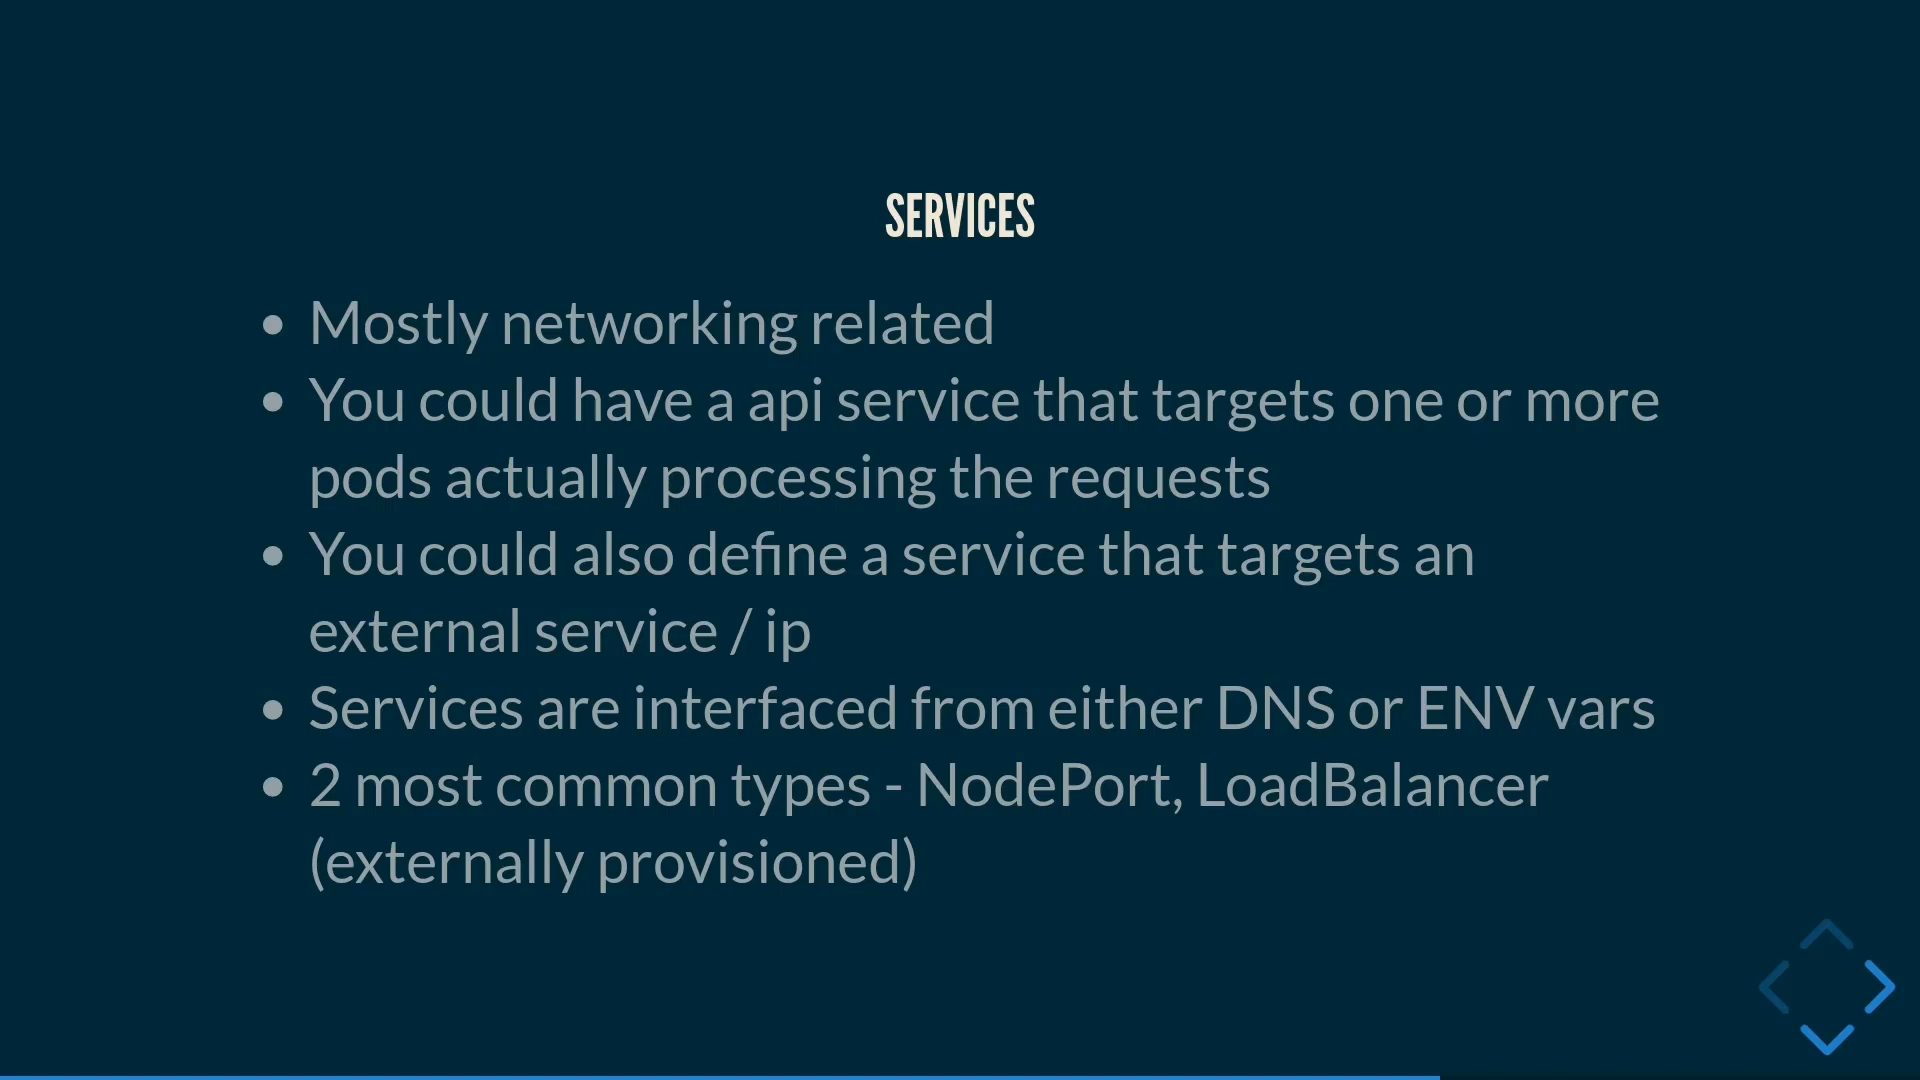 SERVICES
• Mostly networking related
• You could have a api service that targets one or more
pods actually processing the requests
• You could also define a service that targets an
external service / ip
• Services are interfaced from either DNS or ENV vars
• 2 most common types - NodePort, LoadBalancer
(externally provisioned)